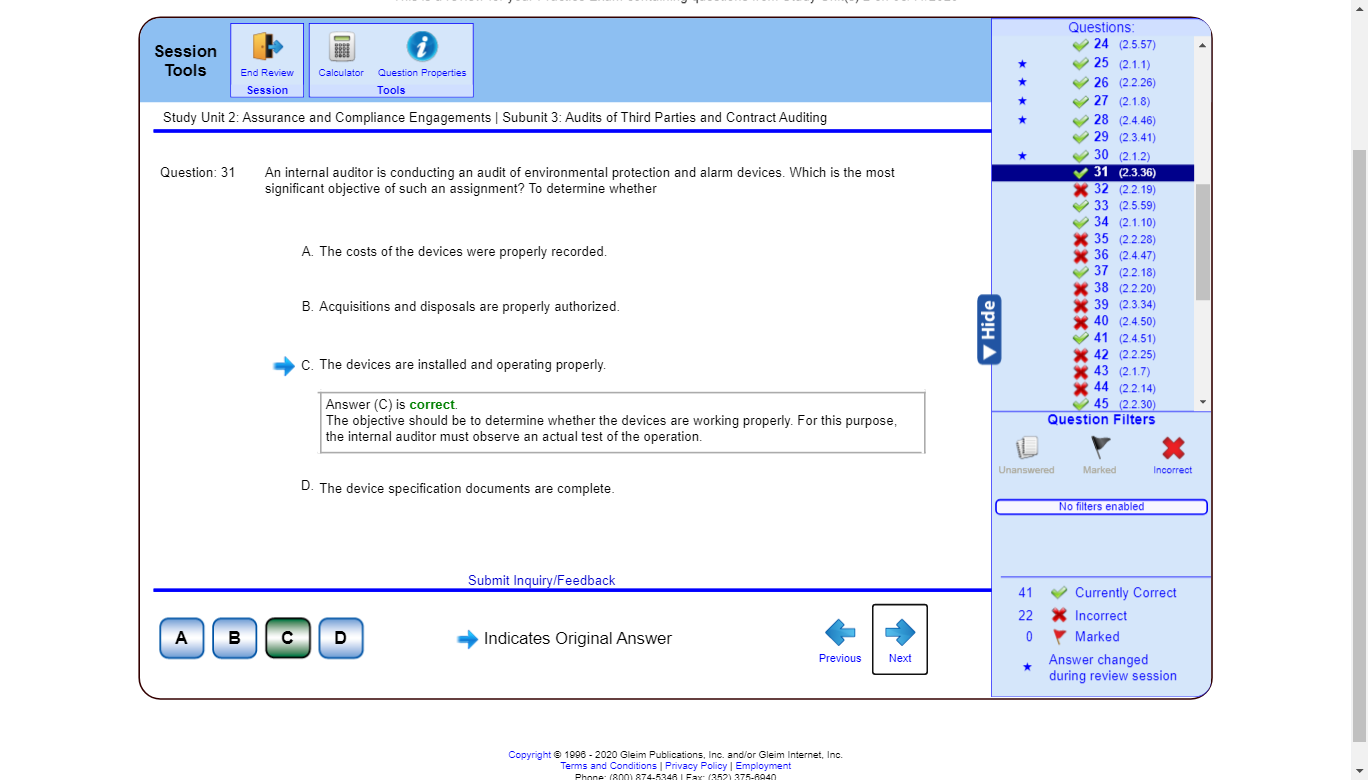 Session
Tools
End Review
Session
Calculator
Question Properties
Tools
Study Unit 2: Assurance and Compliance Engagements | Subunit 3: Audits of Third Parties and Contract Auditing
Question: 31
An internal auditor is conducting an audit of environmental protection and alarm devices. Which is the most
significant objective of such an assignment? To determine whether
A. The costs of the devices were properly recorded.
B. Acquisitions and disposals are properly authorized.
C. The devices are installed and operating properly.
Answer (C) is correct.
The objective should be to determine whether the devices are working properly. For this purpose,
the internal auditor must observe an actual test of the operation.
D. The device specification documents are complete.
Submit Inquiry/Feedback
A
B
C
D
Indicates Original Answer
Previous
Next
Hide
Questions:
24 (2.5.57)
25 (2.1.1)
26 (2.2.26)
27 (2.1.8)
28 (2.4.46)
29 (2.3.41)
30 (2.1.2)
31 (2.3.36)
32 (2.2.19)
33 (2.5.59)
34 (2.1.10)
35 (2.2.28)
36 (2.4.47)
37 (2.2.18)
38 (2.2.20)
39 (2.3.34)
40 (2.4.50)
41 (2.4.51)
42 (2.2.25)
43 (2.1.7)
44 (2.2.14)
45 (2.2.30)
Question Filters
Unanswered
Marked
Incorrect
No filters enabled
41 Currently Correct
22 Incorrect
0 Marked
Answer changed
during review session
Copyright © 1996 - 2020 Gleim Publications, Inc. and/or Gleim Internet, Inc.
Terms and Conditions | Privacy Policy | Employment
Phone: (800) 874-5346 | Fax: (352) 375-6940